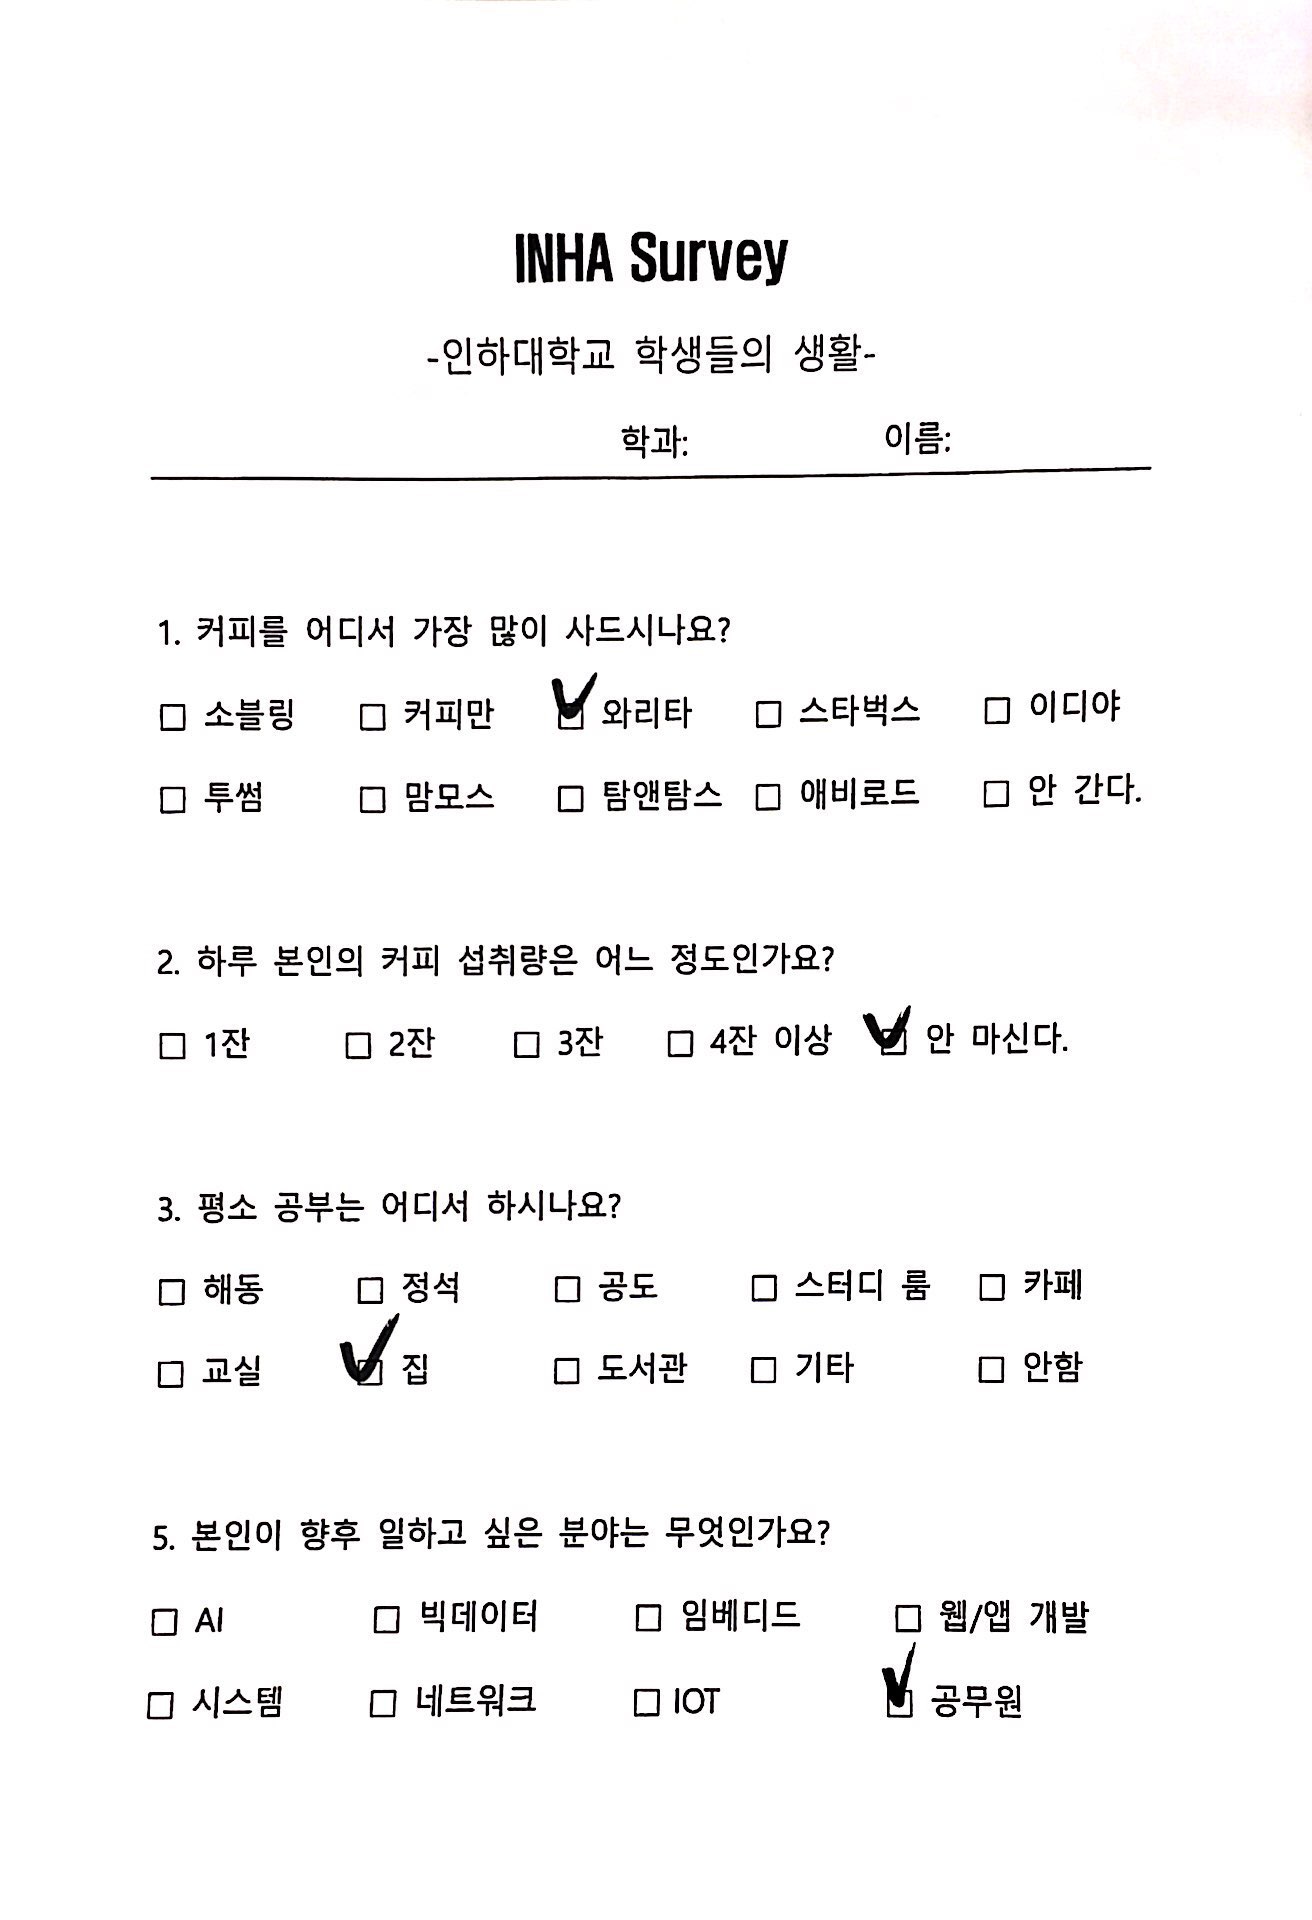 INHA Survey
-인하대학교 학생들의 생활-
학과: 이름:
1. 커피를 어디서 가장 많이 사드시나요?
☐ 소블링 ☐ 커피만 ☑ 와리타 ☐ 스타벅스 ☐ 이디야
☐ 투썸 ☐ 맘모스 ☐ 탐앤탐스 ☐ 애비로드 ☐ 안 간다.
2. 하루 본인의 커피 섭취량은 어느 정도인가요?
☐ 1잔 ☐ 2잔 ☐ 3잔 ☐ 4잔 이상 ☑ 안 마신다.
3. 평소 공부는 어디서 하시나요?
☐ 해동 ☐ 정석 ☐ 공도 ☐ 스터디 룸 ☐ 카페
☐ 교실 ☑ 집 ☐ 도서관 ☐ 기타 ☐ 안함
5. 본인이 향후 일하고 싶은 분야는 무엇인가요?
☐ AI ☐ 빅데이터 ☐ 임베디드 ☐ 웹/앱 개발
☐ 시스템 ☐ 네트워크 ☐ IOT ☑ 공무원